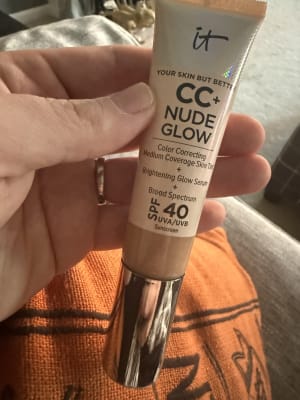 it
YOUR SKIN BUT BETT
CC+
NUDE
GLOW
Color Correcting
Medium Coverage Skin
+
Brightening Glow Serum
+
Broad Spectrum
SPF 40
UVA/UVB
Sunscreen